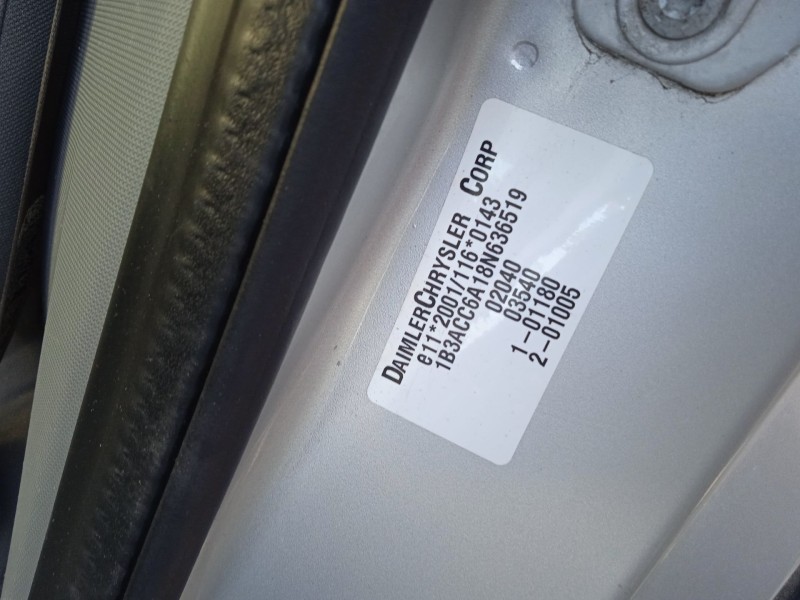 DAIMLERCHRYSLER CORP
e11*2001/116*0143
1B3ACC6A18N636519
02040
03540
1-01180
2-01005